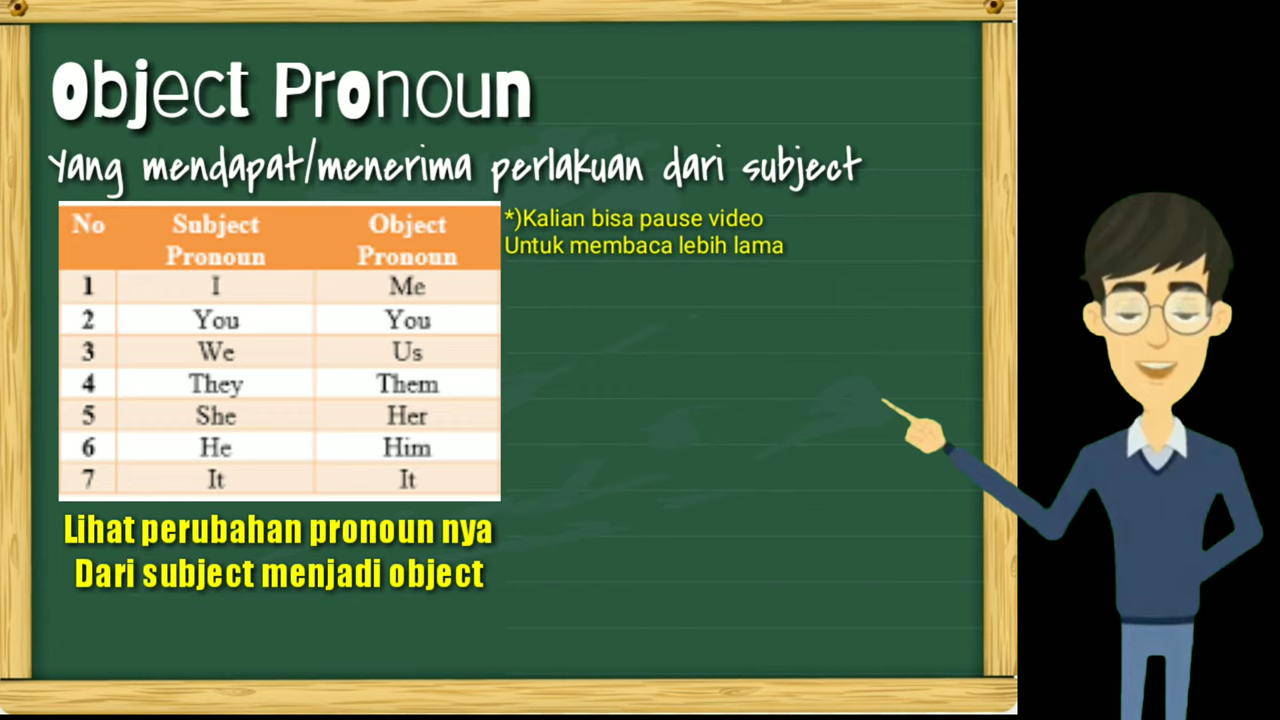 Object Pronoun
Yang mendapat/menerima perlakuan dari subject
*)Kalian bisa pause video
Untuk membaca lebih lama
No Subject Pronoun Object Pronoun
1 I Me
2 You You
3 We Us
4 They Them
5 She Her
6 He Him
7 It It
Lihat perubahan pronoun nya
Dari subject menjadi object